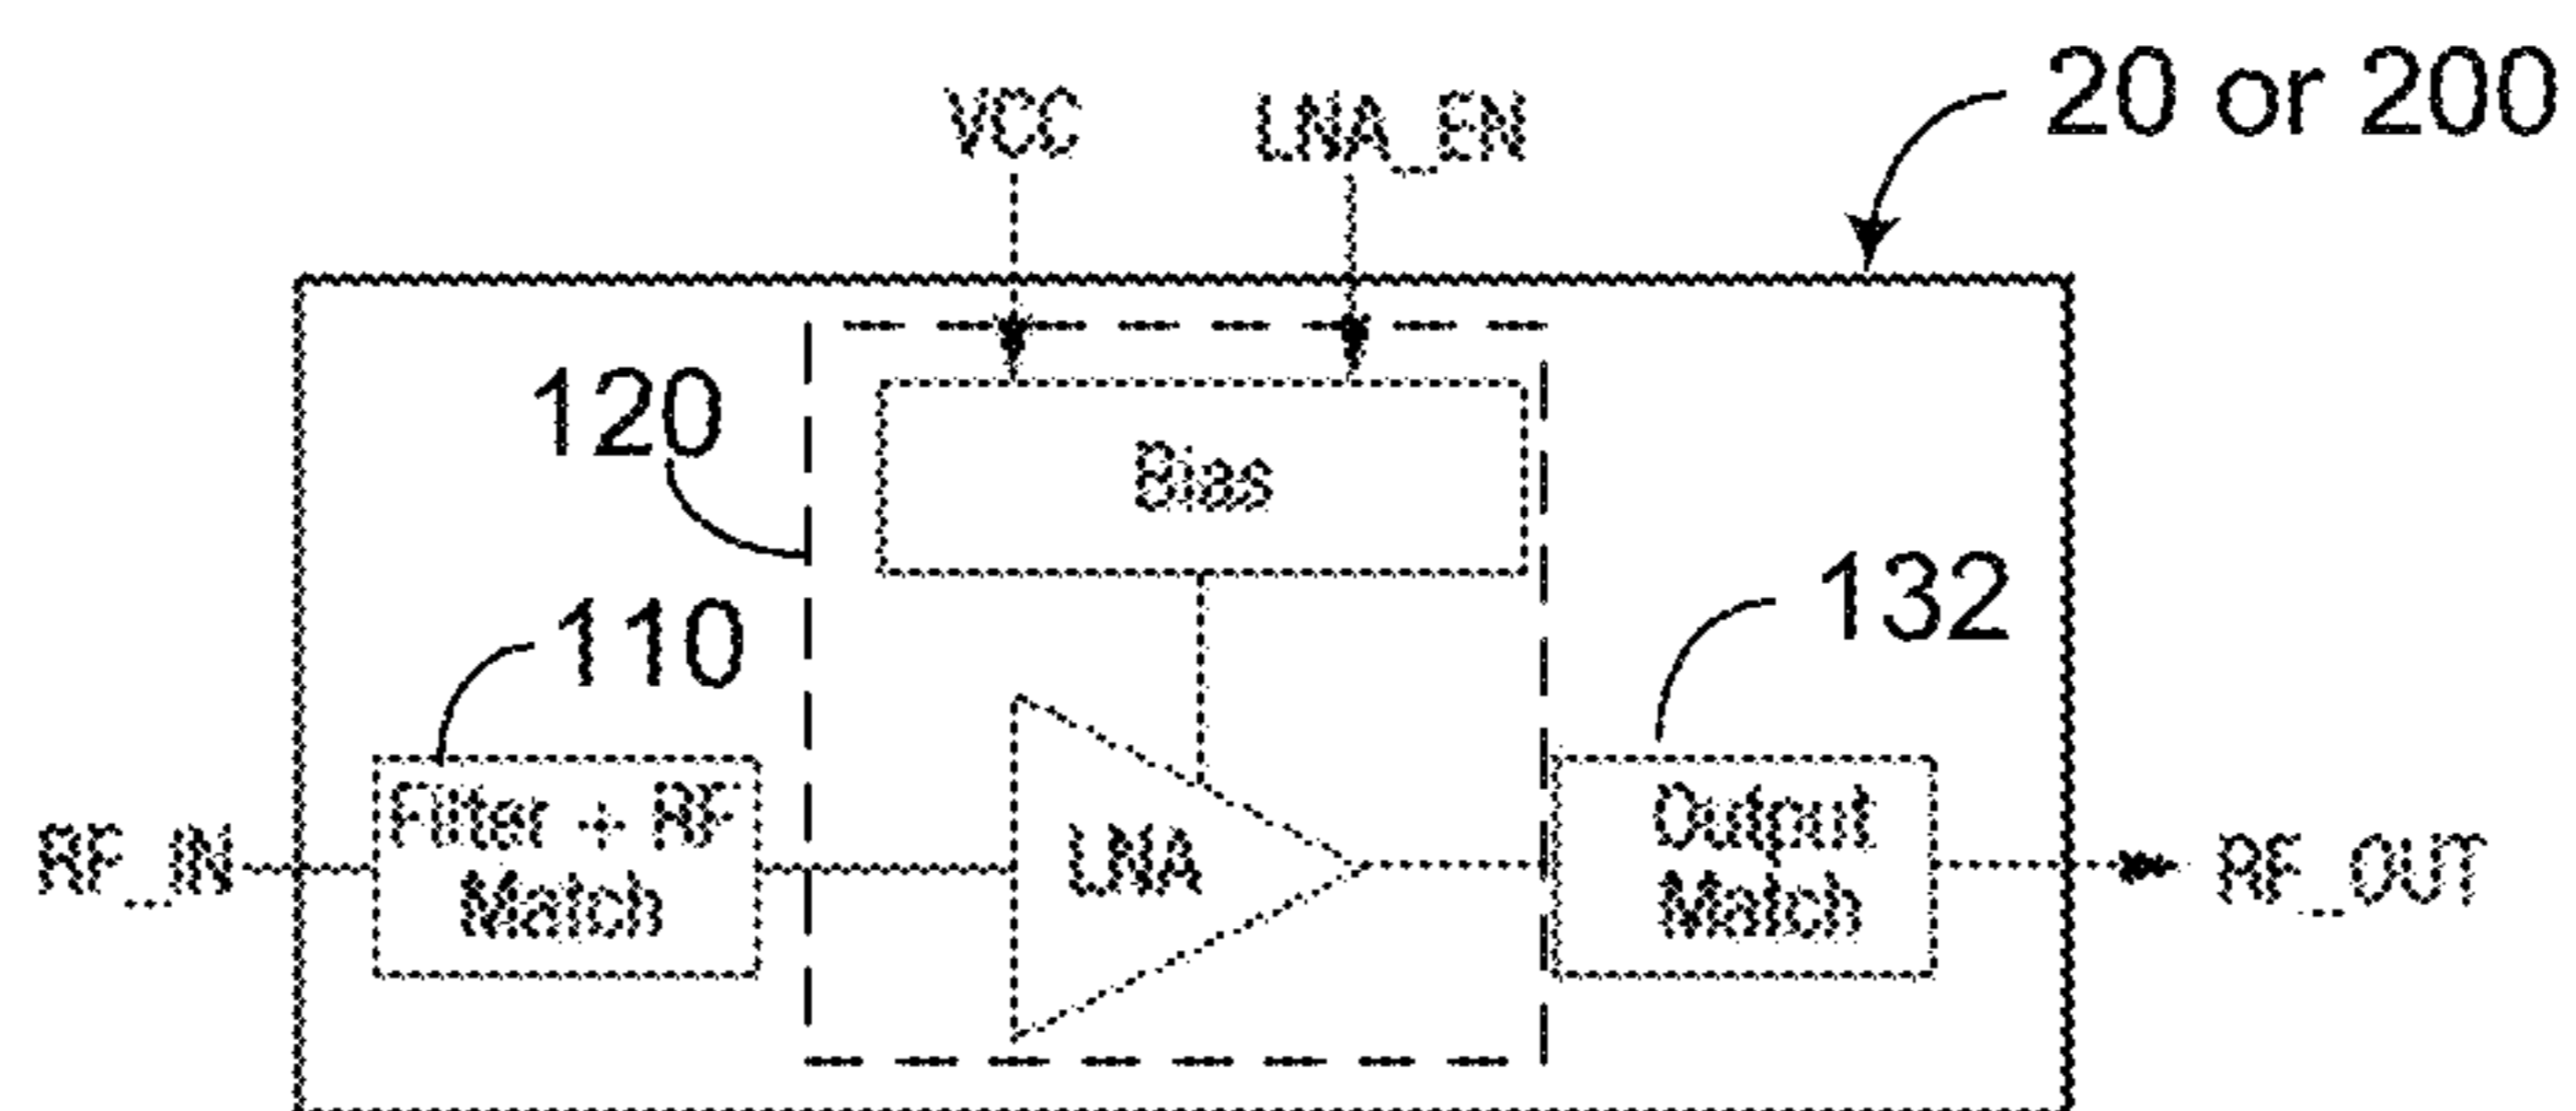 20 or 200
VCC
LNA_EN
120
Bias
110
132
Filter + RF
Match
Output
Match
RF_IN
LNA
RF_OUT